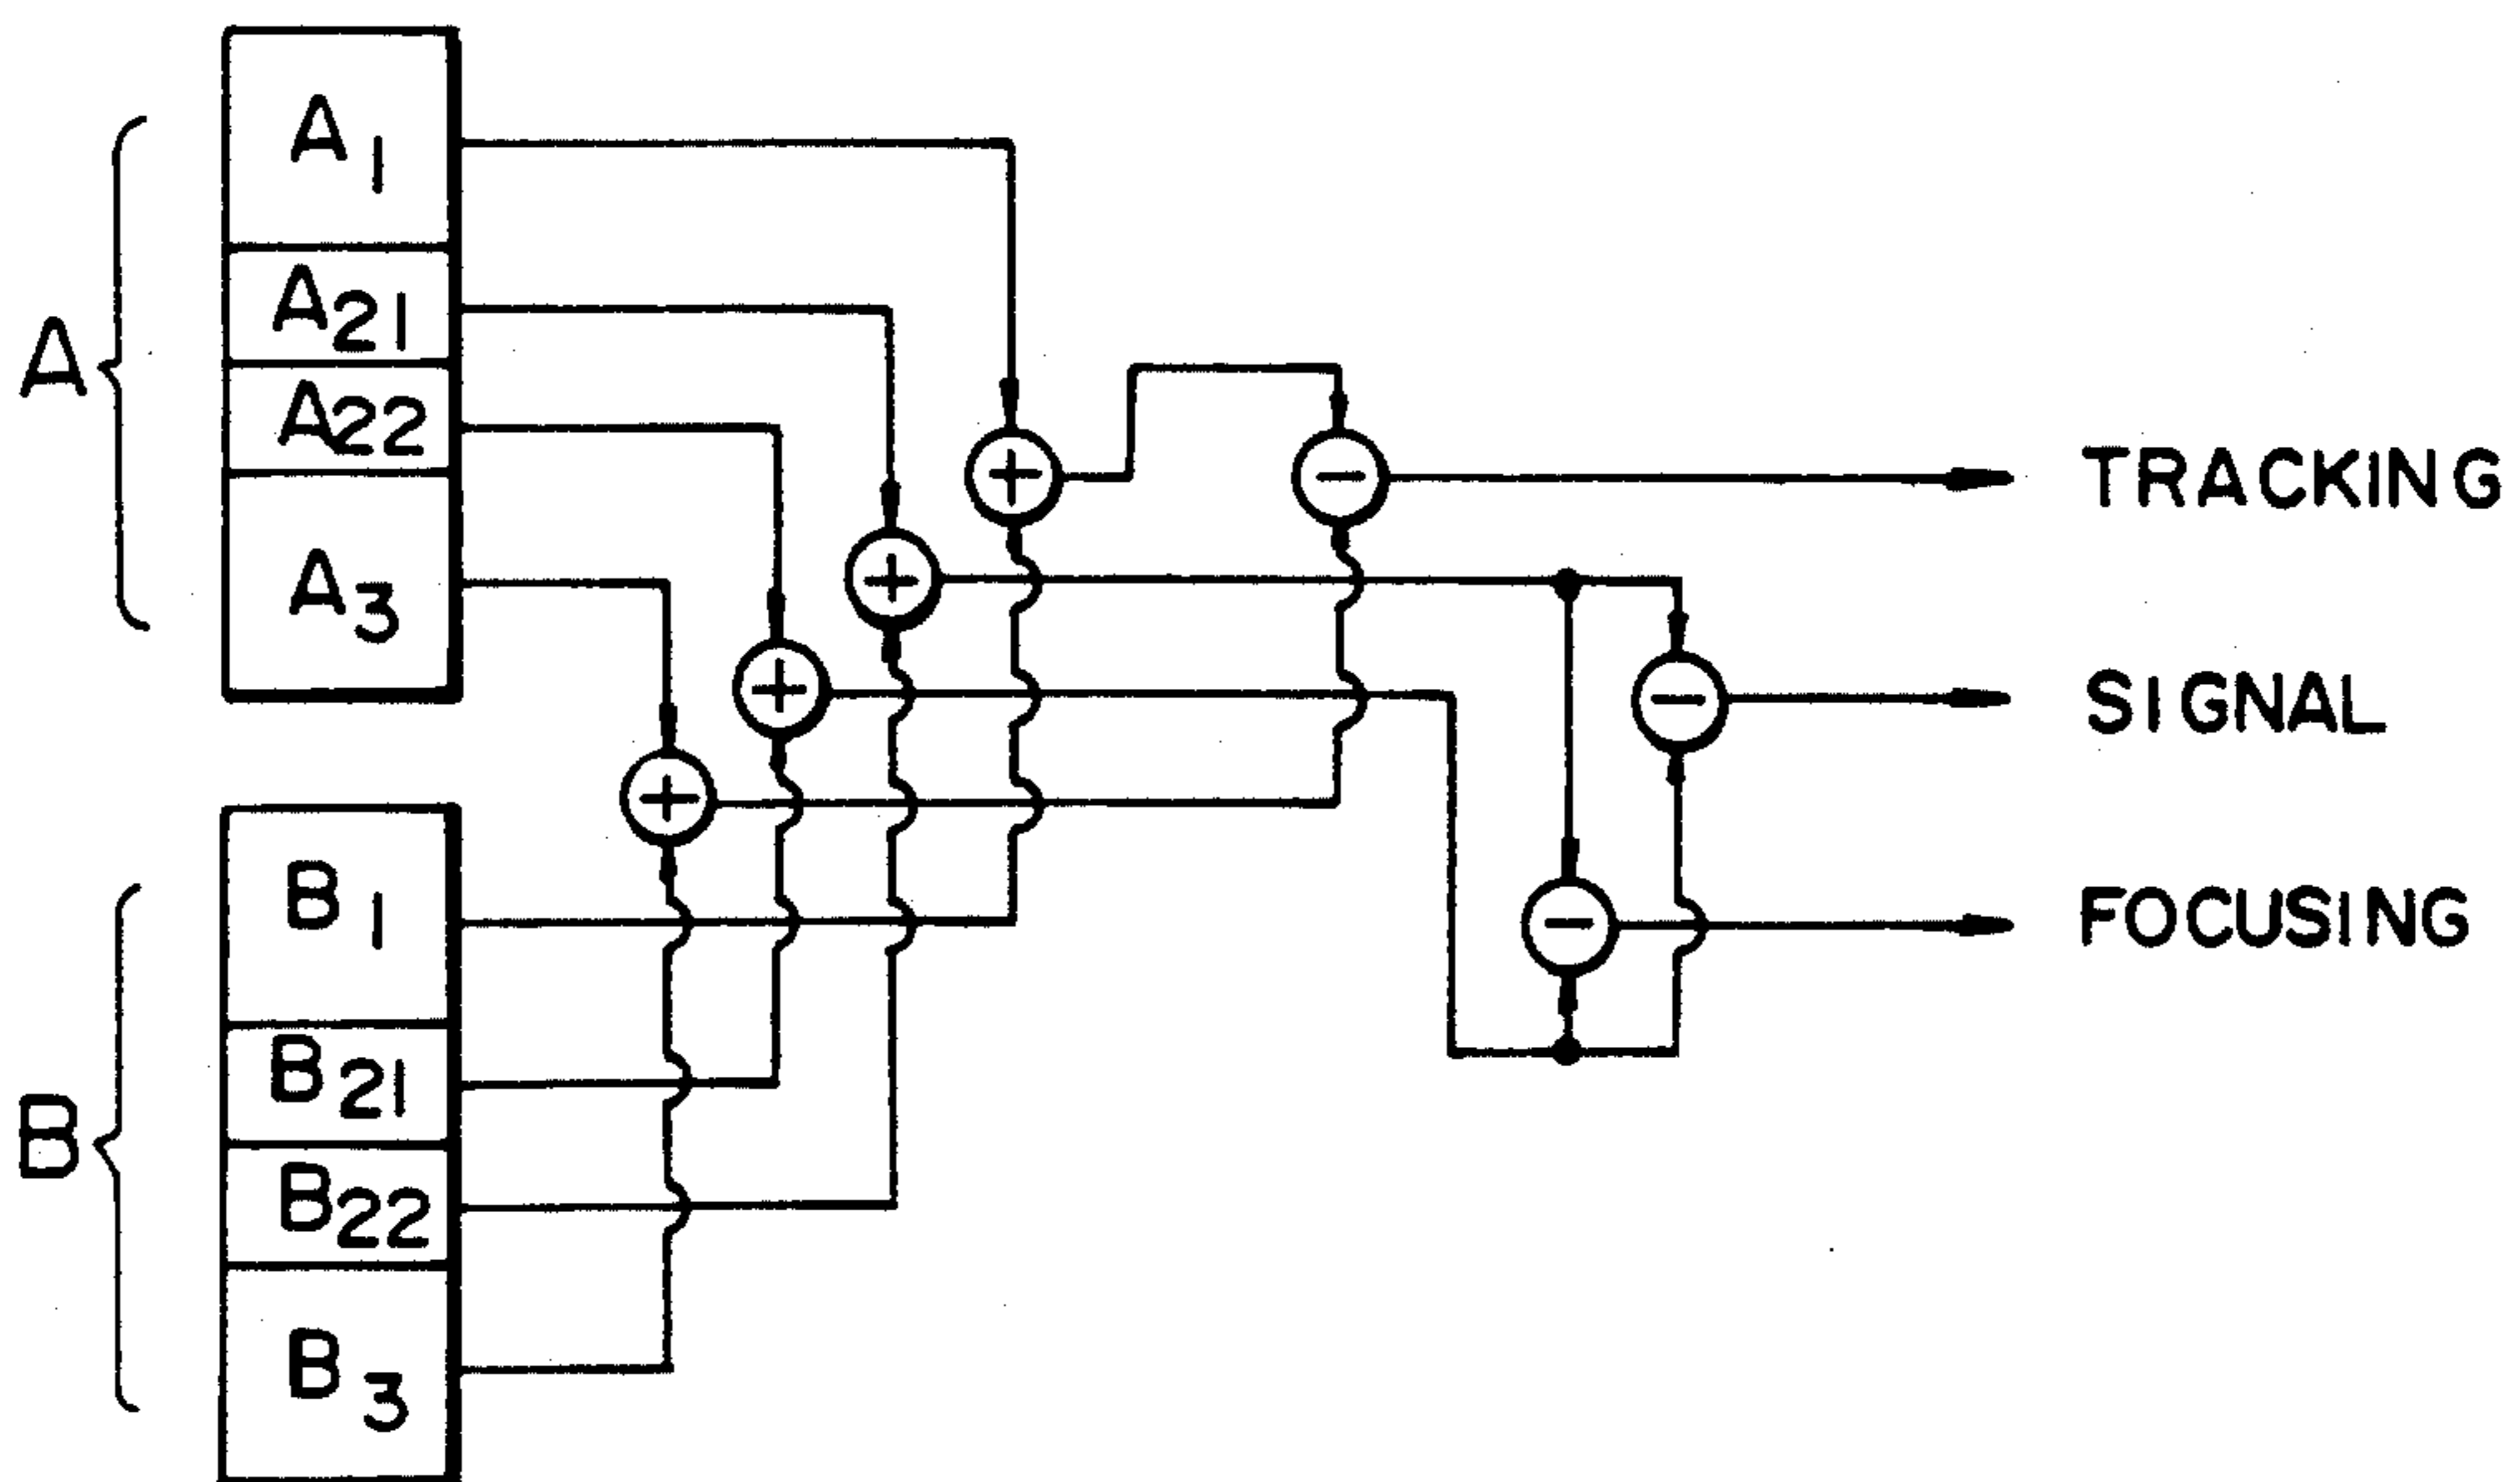 A
A1
A21
A22
A3
B
B1
B21
B22
B3
+
+
+
+
−
−
−
TRACKING
SIGNAL
FOCUSING